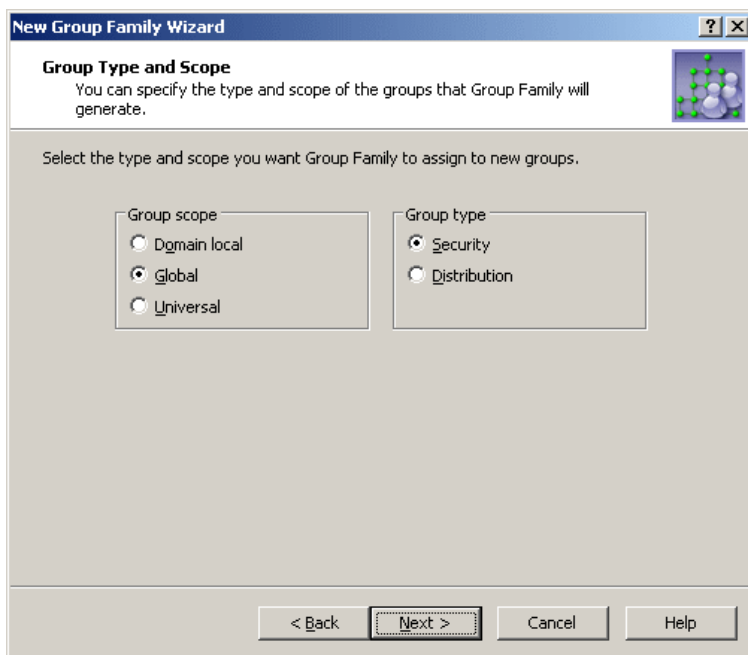 New Group Family Wizard
Group Type and Scope
You can specify the type and scope of the groups that Group Family will
generate.
Select the type and scope you want Group Family to assign to new groups.
Group scope
Domain local
Global
Universal
Group type
Security
Distribution
< Back
Next >
Cancel
Help